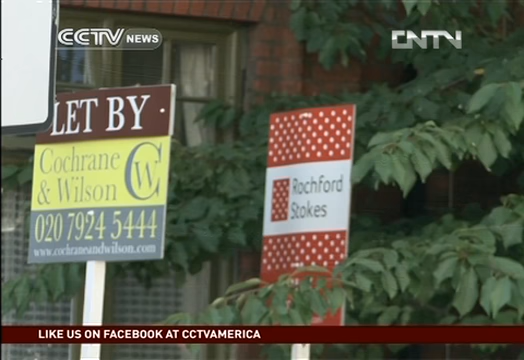 CCTV NEWS
CNTV
LET BY
Cochrane
& Wilson
CW
020 7924 5444
www.cochraneandwilson.com
Rochford
Stokes
LIKE US ON FACEBOOK AT CCTVAMERICA